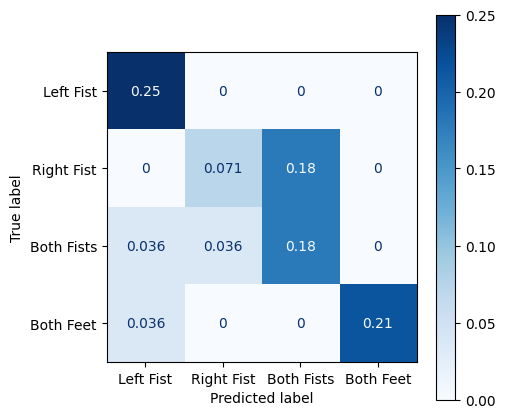 Left Fist 0.25 0 0 0
Right Fist 0 0.071 0.18 0
Both Fists 0.036 0.036 0.18 0
Both Feet 0.036 0 0 0.21
Left Fist Right Fist Both Fists Both Feet
Predicted label
True label
0.25
0.20
0.15
0.10
0.05
0.00